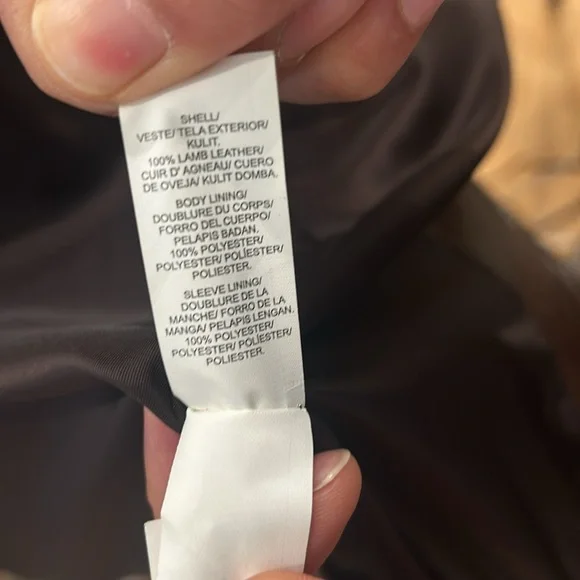 SHELL/
VESTE/ TELA EXTERIOR/
KULIT.
100% LAMB LEATHER/
CUIR D' AGNEAU/ CUERO
DE OVEJA/ KULIT DOMBA.
BODY LINING/
DOUBLURE DU CORPS/
FORRO DEL CUERPO/
PELAPIS BADAN.
100% POLYESTER/
POLYESTER/ POLÍESTER/
POLIESTER.
SLEEVE LINING/
DOUBLURE DE LA
MANCHE/ FORRO DE LA
MANGA/ PELAPIS LENGAN.
100% POLYESTER/
POLYESTER/ POLÍESTER/
POLIESTER.